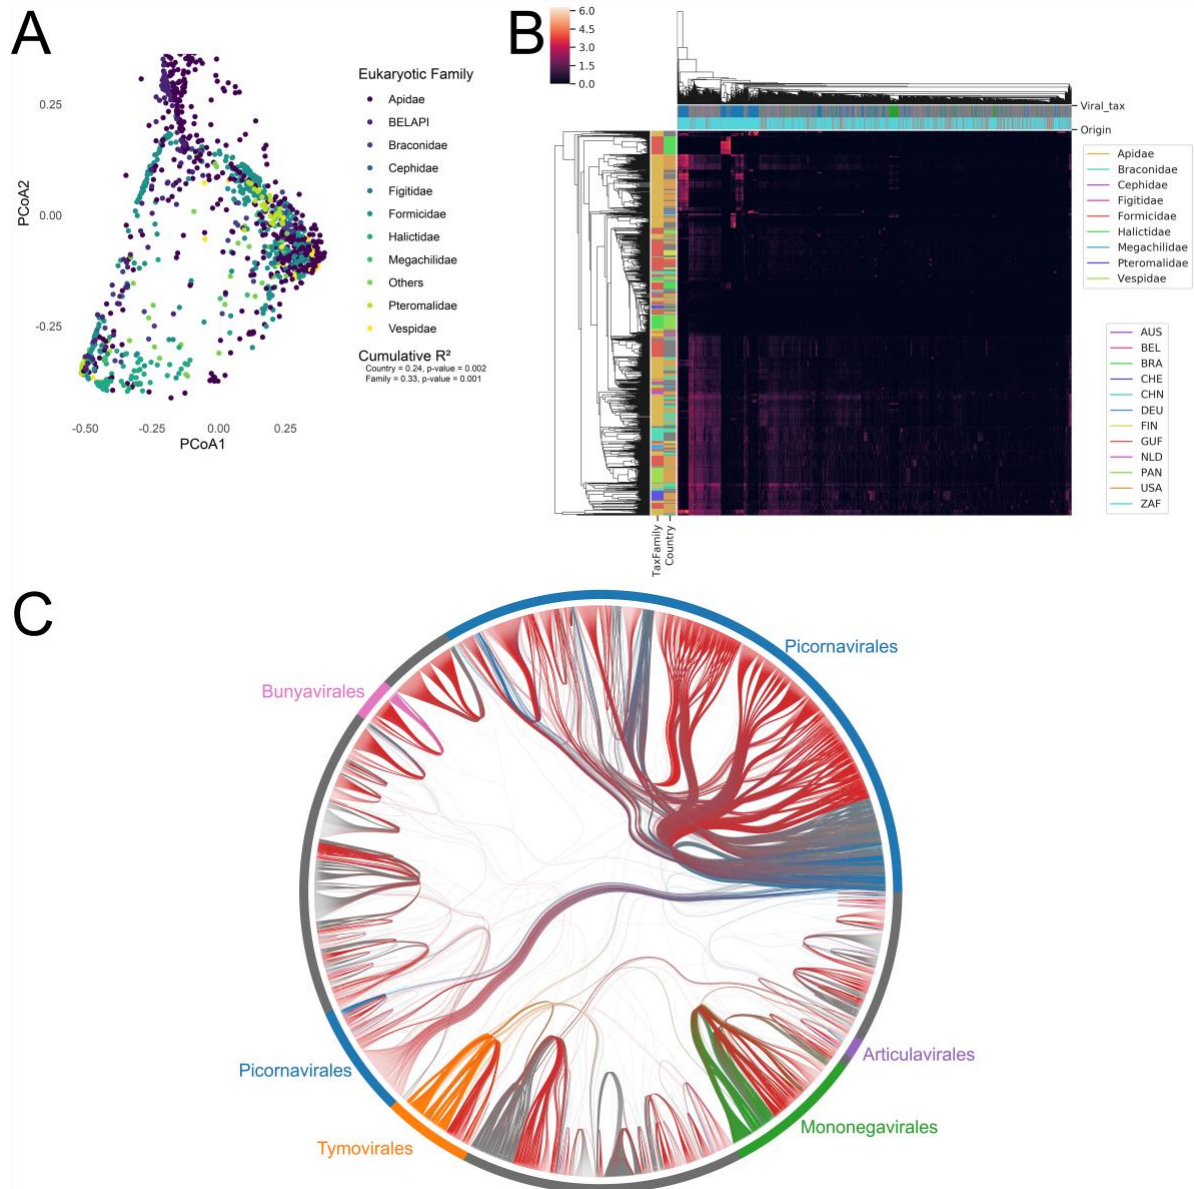 A
0.25
0.00
-0.25
PCoA2
-0.50
-0.25
0.00
0.25
PCoA1
Eukaryotic Family
Apidae
BELAPI
Braconidae
Cephidae
Figitidae
Formicidae
Halictidae
Megachilidae
Others
Pteromalidae
Vespidae
Cumulative R²
Country = 0.24, p-value = 0.002
Family = 0.33, p-value = 0.001
B
6.0
4.5
3.0
1.5
0.0
Viral_tax
Origin
Apidae
Braconidae
Cephidae
Figitidae
Formicidae
Halictidae
Megachilidae
Pteromalidae
Vespidae
AUS
BEL
BRA
CHE
CHN
DEU
FIN
GUF
NLD
PAN
USA
ZAF
TaxFamily
Country
C
Picornavirales
Bunyavirales
Articulavirales
Picornavirales
Mononegavirales
Tymovirales